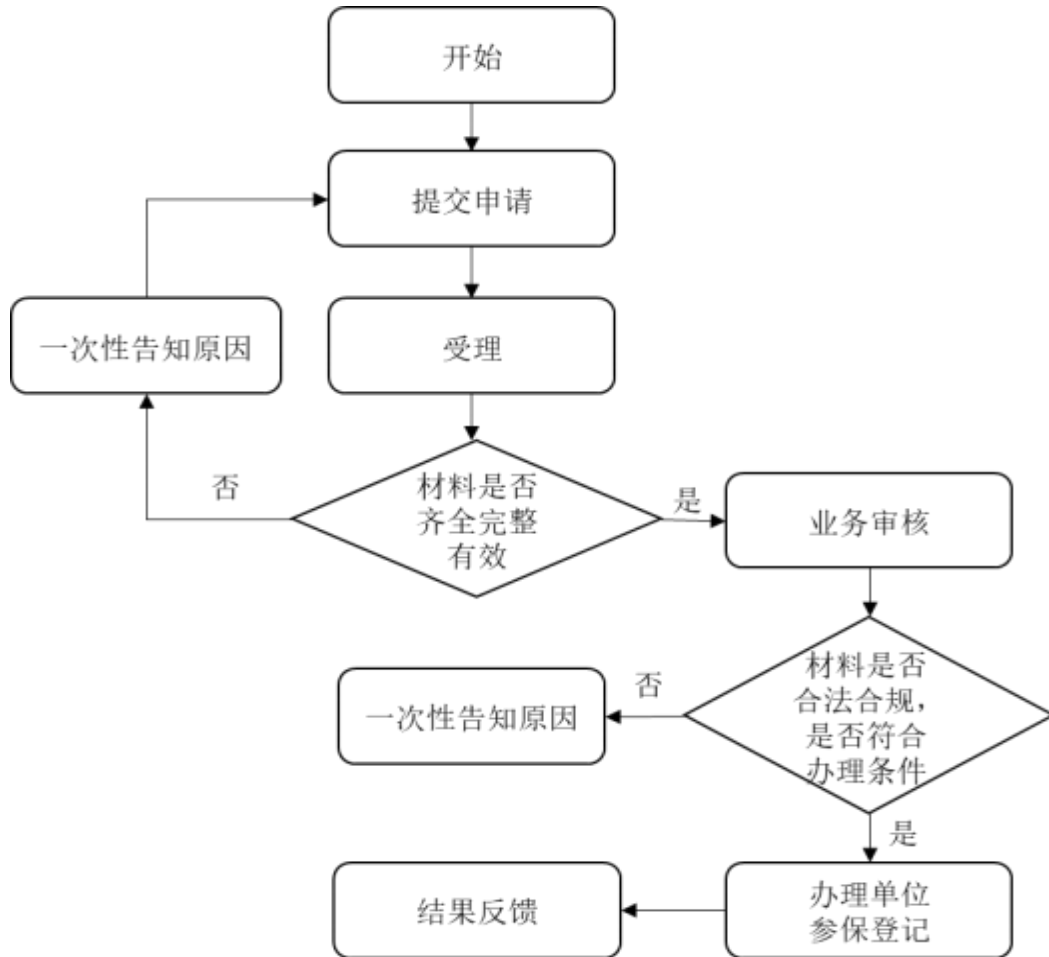 开始
提交申请
一次性告知原因
受理
否
材料是否
齐全完整
有效
是
业务审核
一次性告知原因
否
材料是否
合法合规，
是否符合
办理条件
是
结果反馈
办理单位
参保登记